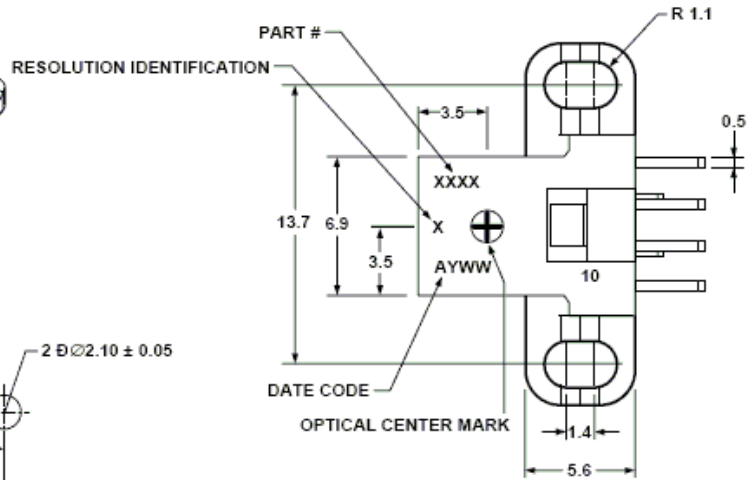 R 1.1
PART #
RESOLUTION IDENTIFICATION
3.5
0.5
XXXX
13.7
6.9
X
3.5
AYWW
10
2 ĐØ2.10 ± 0.05
DATE CODE
OPTICAL CENTER MARK
1.4
5.6